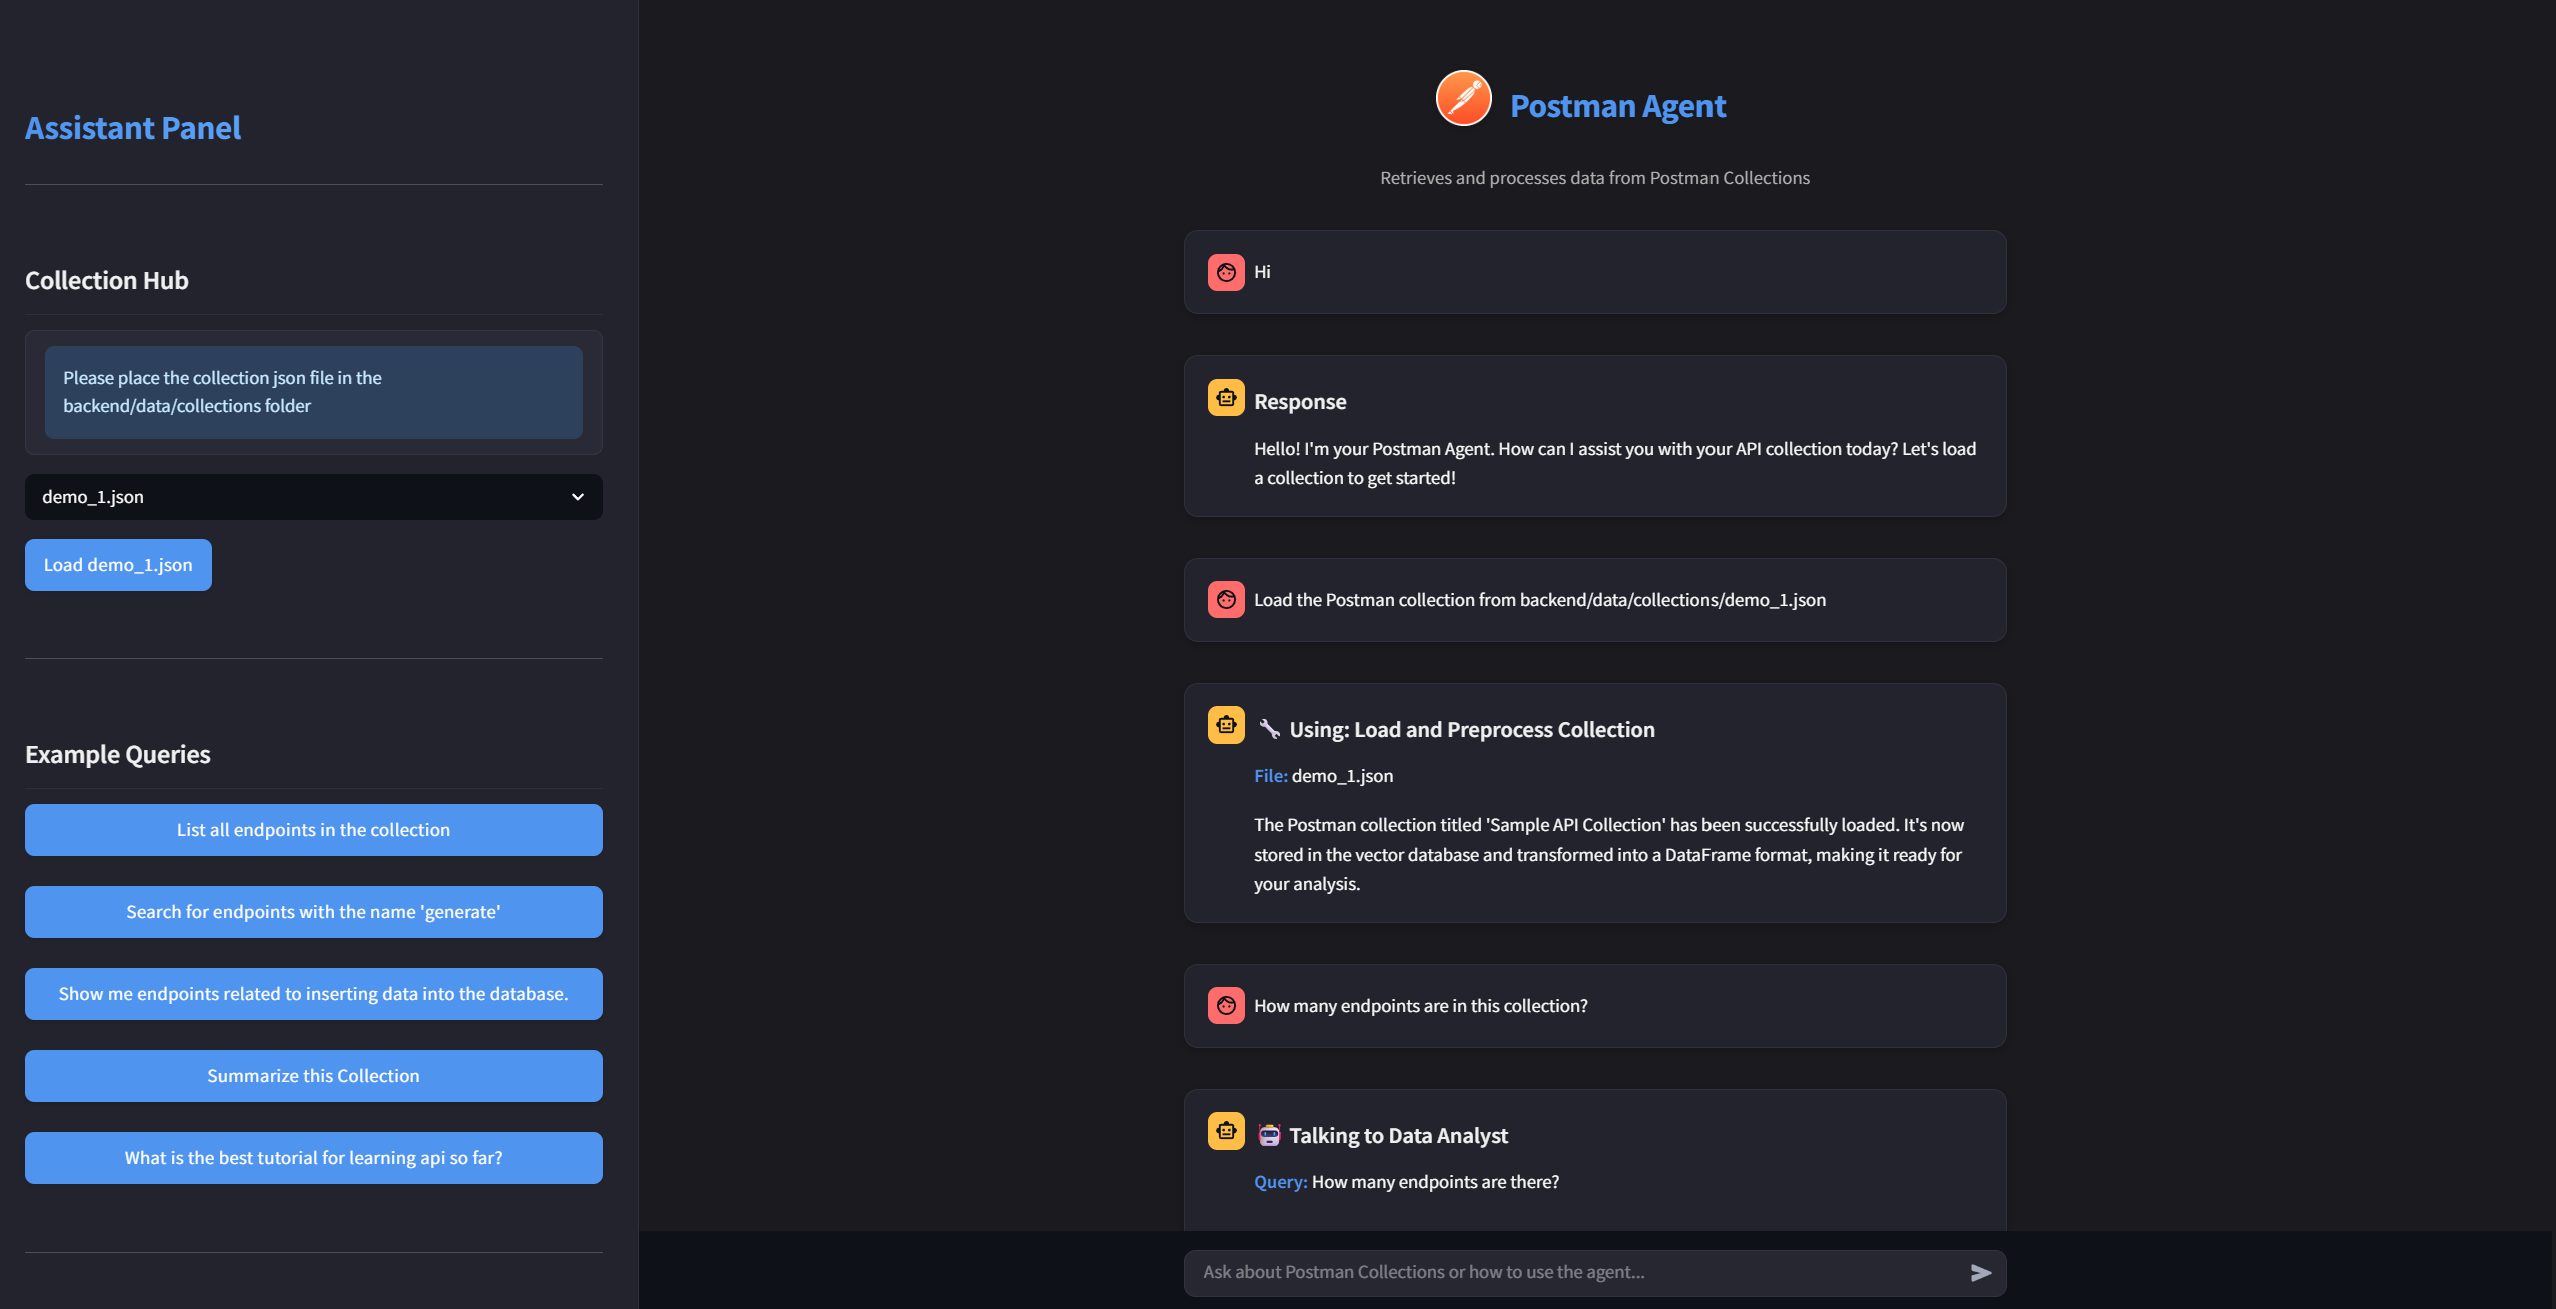 Assistant Panel
Collection Hub
Please place the collection json file in the
backend/data/collections folder
demo_1.json
Load demo_1.json
Example Queries
List all endpoints in the collection
Search for endpoints with the name 'generate'
Show me endpoints related to inserting data into the database.
Summarize this Collection
What is the best tutorial for learning api so far?
Postman Agent
Retrieves and processes data from Postman Collections
Hi
Response
Hello! I'm your Postman Agent. How can I assist you with your API collection today? Let's load
a collection to get started!
Load the Postman collection from backend/data/collections/demo_1.json
Using: Load and Preprocess Collection
File: demo_1.json
The Postman collection titled 'Sample API Collection' has been successfully loaded. It's now
stored in the vector database and transformed into a DataFrame format, making it ready for
your analysis.
How many endpoints are in this collection?
Talking to Data Analyst
Query: How many endpoints are there?
Ask about Postman Collections or how to use the agent...